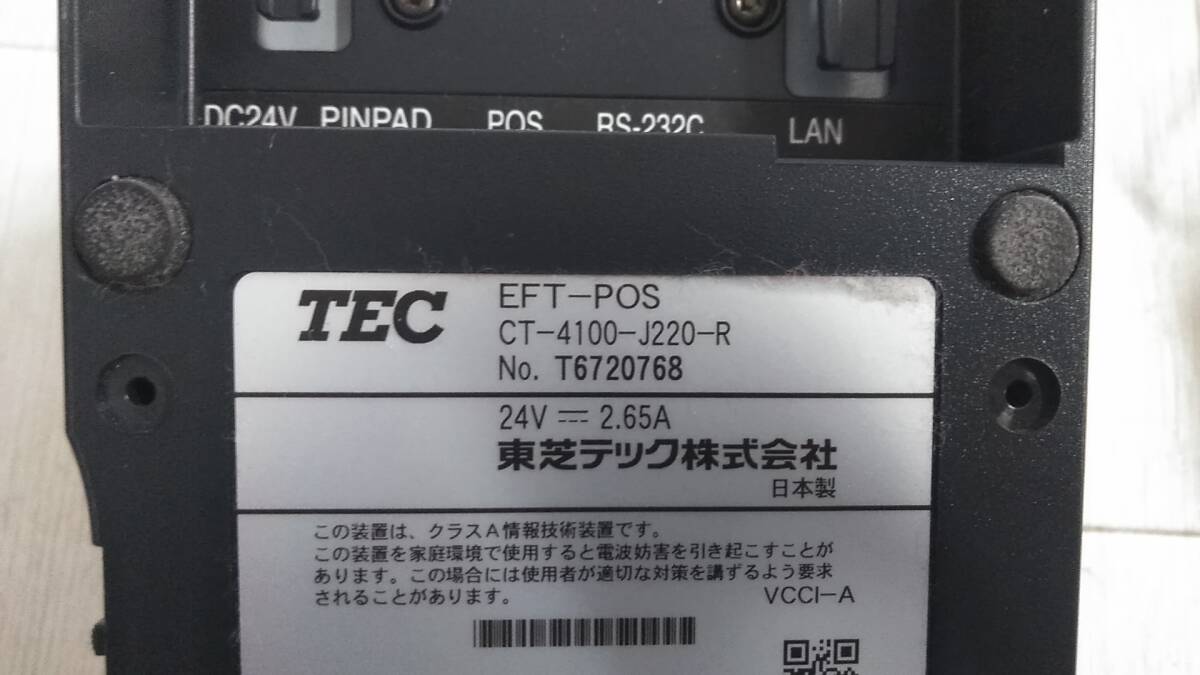 DC24V PINPAD POS RS-232C LAN
TEC
EFT-POS
CT-4100-J220-R
No. T6720768
24V ⎓ 2.65A
東芝テック株式会社
日本製
この装置は、クラスA情報技術装置です。
この装置を家庭環境で使用すると電波妨害を引き起こすことが
あります。この場合には使用者が適切な対策を講ずるよう要求
されることがあります。
VCCI-A